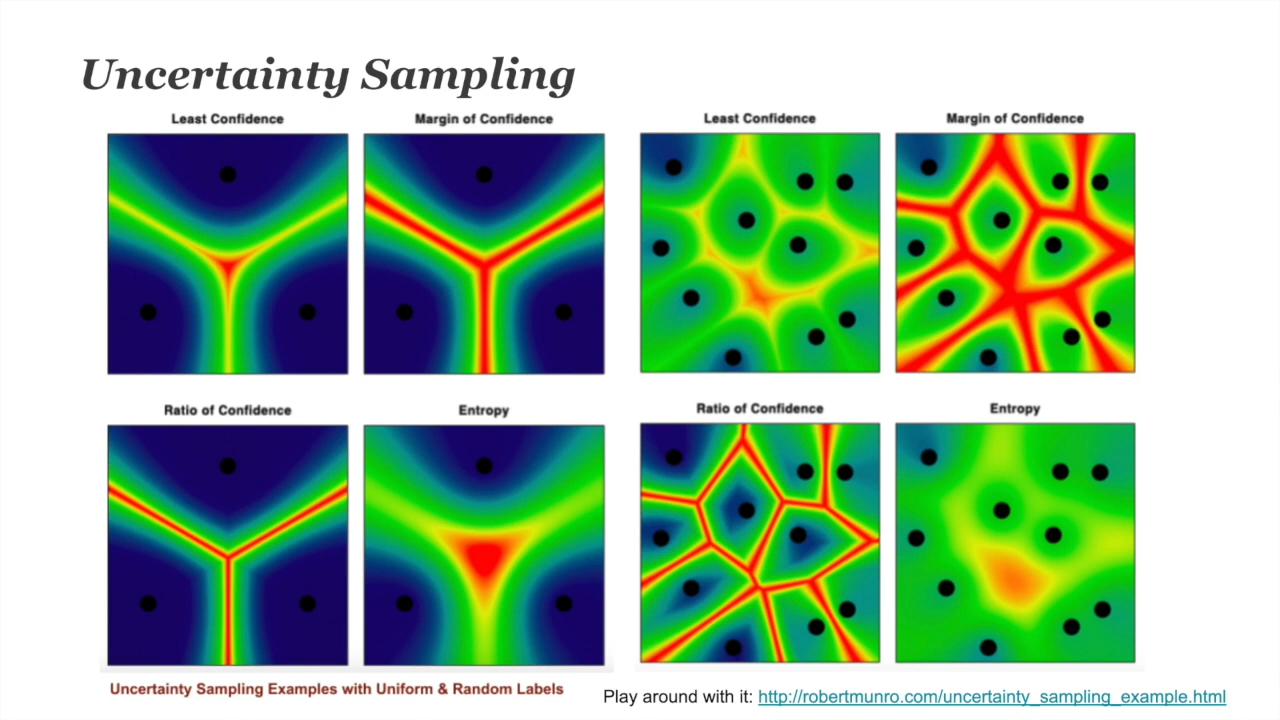 Uncertainty Sampling
Least Confidence
Margin of Confidence
Least Confidence
Margin of Confidence
Ratio of Confidence
Entropy
Ratio of Confidence
Entropy
Uncertainty Sampling Examples with Uniform & Random Labels
Play around with it: http://robertmunro.com/uncertainty_sampling_example.html